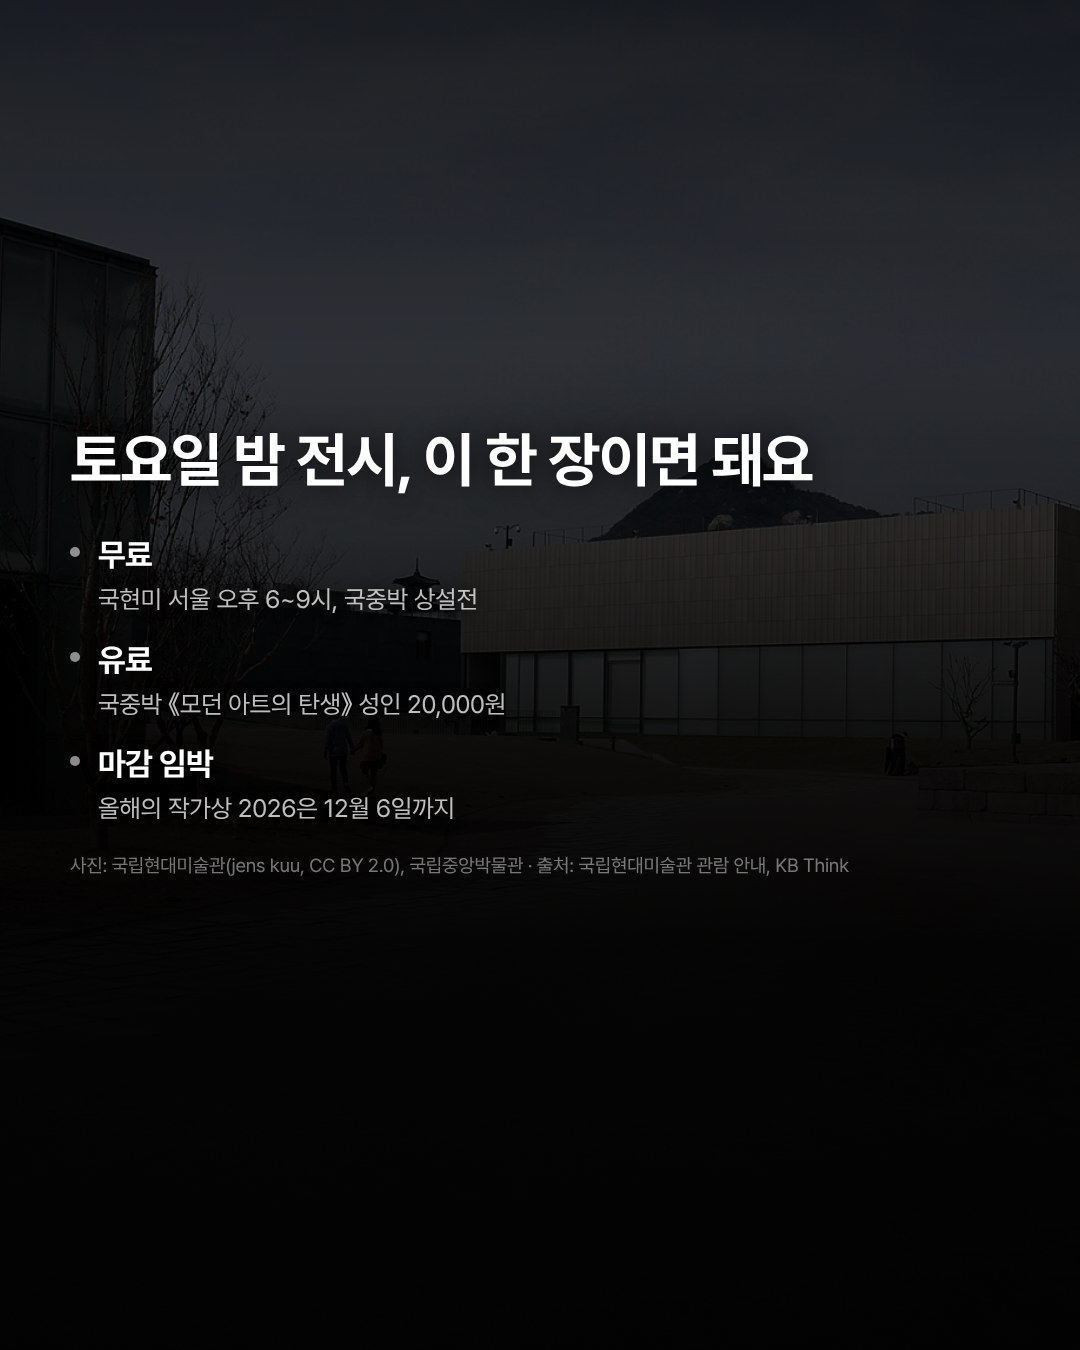 토요일 밤 전시, 이 한 장이면 돼요
• 무료
국현미 서울 오후 6~9시, 국중박 상설전
• 유료
국중박 《모던 아트의 탄생》 성인 20,000원
• 마감 임박
올해의 작가상 2026은 12월 6일까지
사진: 국립현대미술관(jens kuu, CC BY 2.0), 국립중앙박물관 · 출처: 국립현대미술관 관람 안내, KB Think